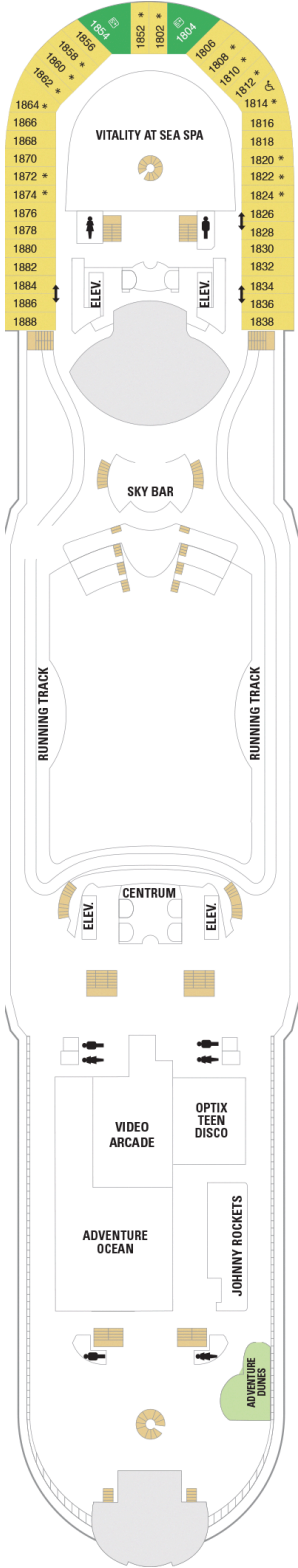 1854
1852 *
1802 *
1804
1856
1858 *
1860 *
1862 *
1864 *
1866
1868
1870
1872 *
1874 *
1876
1878
1880
1882
1884
1886
1888
1806
1808 *
1810 *
1812 *
1814 *
1816
1818
1820 *
1822 *
1824 *
1826
1828
1830
1832
1834
1836
1838
VITALITY AT SEA SPA
ELEV.
ELEV.
SKY BAR
RUNNING TRACK
RUNNING TRACK
CENTRUM
ELEV.
ELEV.
VIDEO
ARCADE
OPTIX
TEEN
DISCO
ADVENTURE
OCEAN
JOHNNY ROCKETS
ADVENTURE
DUNES